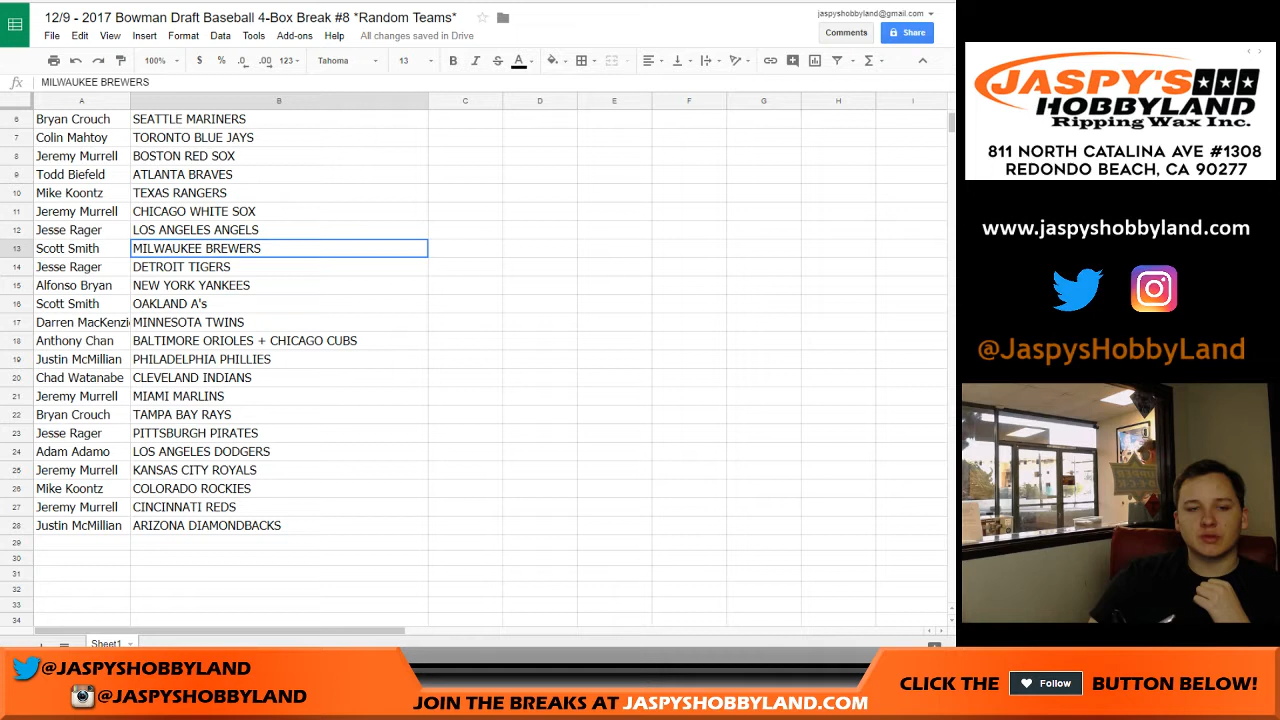 12/9 - 2017 Bowman Draft Baseball 4-Box Break #8 *Random Teams*
jaspyshobbyland@gmail.com
File Edit View Insert Format Data Tools Add-ons Help All changes saved in Drive
Comments
Share
100% $ % .0 .00 123 Tahoma 13 B I S A
fx MILWAUKEE BREWERS
A B C D E F G H I
6 Bryan Crouch SEATTLE MARINERS
7 Colin Mahtoy TORONTO BLUE JAYS
8 Jeremy Murrell BOSTON RED SOX
9 Todd Biefeld ATLANTA BRAVES
10 Mike Koontz TEXAS RANGERS
11 Jeremy Murrell CHICAGO WHITE SOX
12 Jesse Rager LOS ANGELES ANGELS
13 Scott Smith MILWAUKEE BREWERS
14 Jesse Rager DETROIT TIGERS
15 Alfonso Bryan NEW YORK YANKEES
16 Scott Smith OAKLAND A's
17 Darren MacKenzi MINNESOTA TWINS
18 Anthony Chan BALTIMORE ORIOLES + CHICAGO CUBS
19 Justin McMillian PHILADELPHIA PHILLIES
20 Chad Watanabe CLEVELAND INDIANS
21 Jeremy Murrell MIAMI MARLINS
22 Bryan Crouch TAMPA BAY RAYS
23 Jesse Rager PITTSBURGH PIRATES
24 Adam Adamo LOS ANGELES DODGERS
25 Jeremy Murrell KANSAS CITY ROYALS
26 Mike Koontz COLORADO ROCKIES
27 Jeremy Murrell CINCINNATI REDS
28 Justin McMillian ARIZONA DIAMONDBACKS
29
30
31
32
33
34
Sheet1
JASPY'S
HOBBYLAND
Ripping Wax Inc.
811 NORTH CATALINA AVE #1308
REDONDO BEACH, CA 90277
www.jaspyshobbyland.com
@JaspysHobbyLand
UPPER
DECK
@JASPYSHOBBYLAND
@JASPYSHOBBYLAND
JOIN THE BREAKS AT JASPYSHOBBYLAND.COM
CLICK THE Follow BUTTON BELOW!